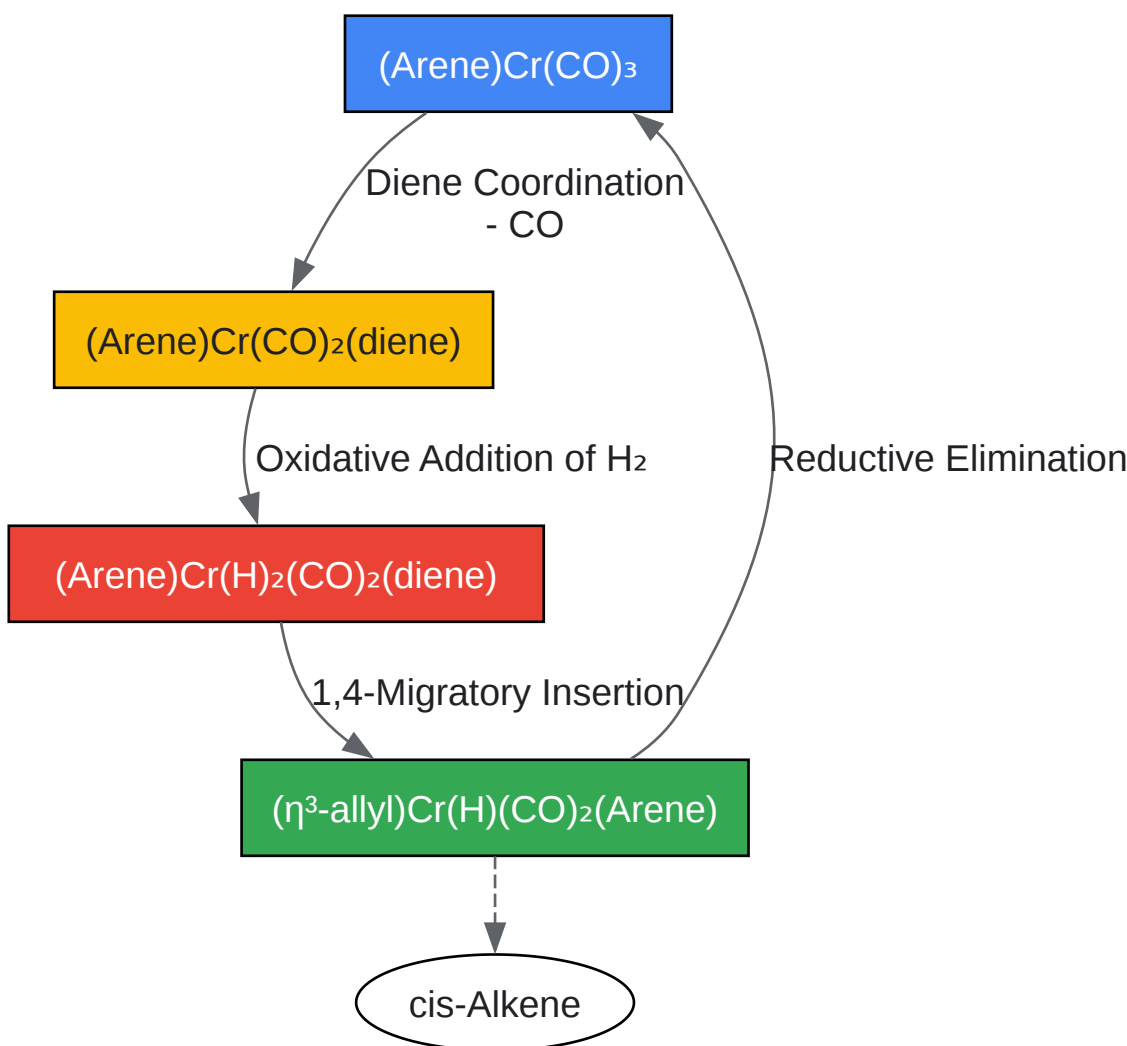 (Arene)Cr(CO)₃
Diene Coordination
- CO
(Arene)Cr(CO)₂(diene)
Oxidative Addition of H₂
Reductive Elimination
(Arene)Cr(H)₂(CO)₂(diene)
1,4-Migratory Insertion
(η³-allyl)Cr(H)(CO)₂(Arene)
cis-Alkene